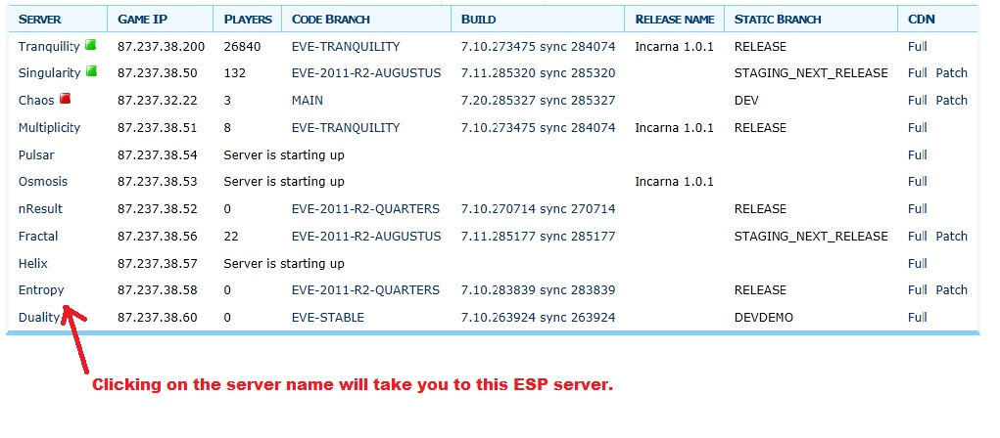 SERVER GAME IP PLAYERS CODE BRANCH BUILD RELEASE NAME STATIC BRANCH CDN
Tranquility 87.237.38.200 26840 EVE-TRANQUILITY 7.10.273475 sync 284074 Incarna 1.0.1 RELEASE Full
Singularity 87.237.38.50 132 EVE-2011-R2-AUGUSTUS 7.11.285320 sync 285320 STAGING_NEXT_RELEASE Full Patch
Chaos 87.237.32.22 3 MAIN 7.20.285327 sync 285327 DEV Full Patch
Multiplicity 87.237.38.51 8 EVE-TRANQUILITY 7.10.273475 sync 284074 Incarna 1.0.1 RELEASE Full
Pulsar 87.237.38.54 Server is starting up Full
Osmosis 87.237.38.53 Server is starting up Incarna 1.0.1 Full
nResult 87.237.38.52 0 EVE-2011-R2-QUARTERS 7.10.270714 sync 270714 RELEASE Full
Fractal 87.237.38.56 22 EVE-2011-R2-AUGUSTUS 7.11.285177 sync 285177 STAGING_NEXT_RELEASE Full Patch
Helix 87.237.38.57 Server is starting up Full
Entropy 87.237.38.58 0 EVE-2011-R2-QUARTERS 7.10.283839 sync 283839 RELEASE Full Patch
Duality 87.237.38.60 0 EVE-STABLE 7.10.263924 sync 263924 DEVDEMO Full
Clicking on the server name will take you to this ESP server.